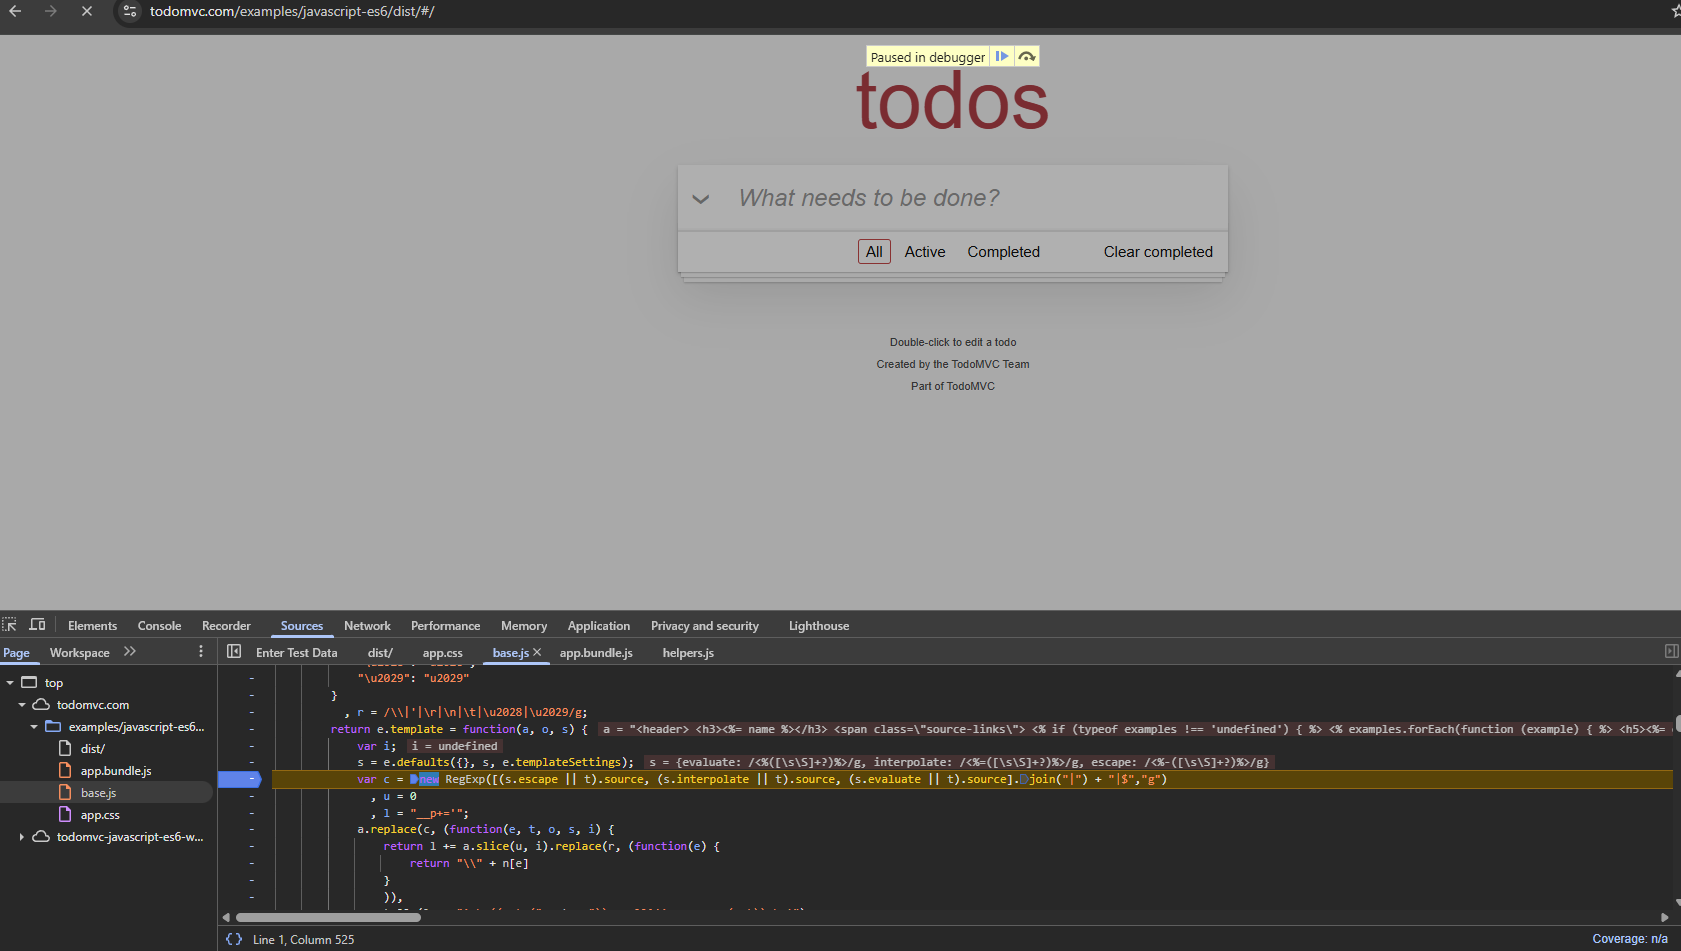 todomvc.com/examples/javascript-es6/dist/#/
Paused in debugger
todos
What needs to be done?
All Active Completed Clear completed
Double-click to edit a todo
Created by the TodoMVC Team
Part of TodoMVC
Elements Console Recorder Sources Network Performance Memory Application Privacy and security Lighthouse
Page Workspace Enter Test Data dist/ app.css base.js app.bundle.js helpers.js
top
todomvc.com
examples/javascript-es6...
dist/
app.bundle.js
base.js
app.css
todomvc-javascript-es6-w...
"\u2029": "u2029"
}
, r = /\\|'|\r|\n|\t|\u2028|\u2029/g;
return e.template = function(a, o, s) { a = "<header> <h3><%= name %></h3> <span class=\"source-links\"> <% if (typeof examples !== 'undefined') { %> <% examples.forEach(function (example) { %> <h5><%=
var i; i = undefined
s = e.defaults({}, s, e.templateSettings); s = {evaluate: /<%([\s\S]+?)%>/g, interpolate: /<%=([\s\S]+?)%>/g, escape: /<%-([\s\S]+?)%>/g}
var c = new RegExp([(s.escape || t).source, (s.interpolate || t).source, (s.evaluate || t).source].join("|") + "|$","g")
, u = 0
, l = "__p+='";
a.replace(c, (function(e, t, o, s, i) {
return l += a.slice(u, i).replace(r, (function(e) {
return "\\" + n[e]
}
)),
{} Line 1, Column 525
Coverage: n/a